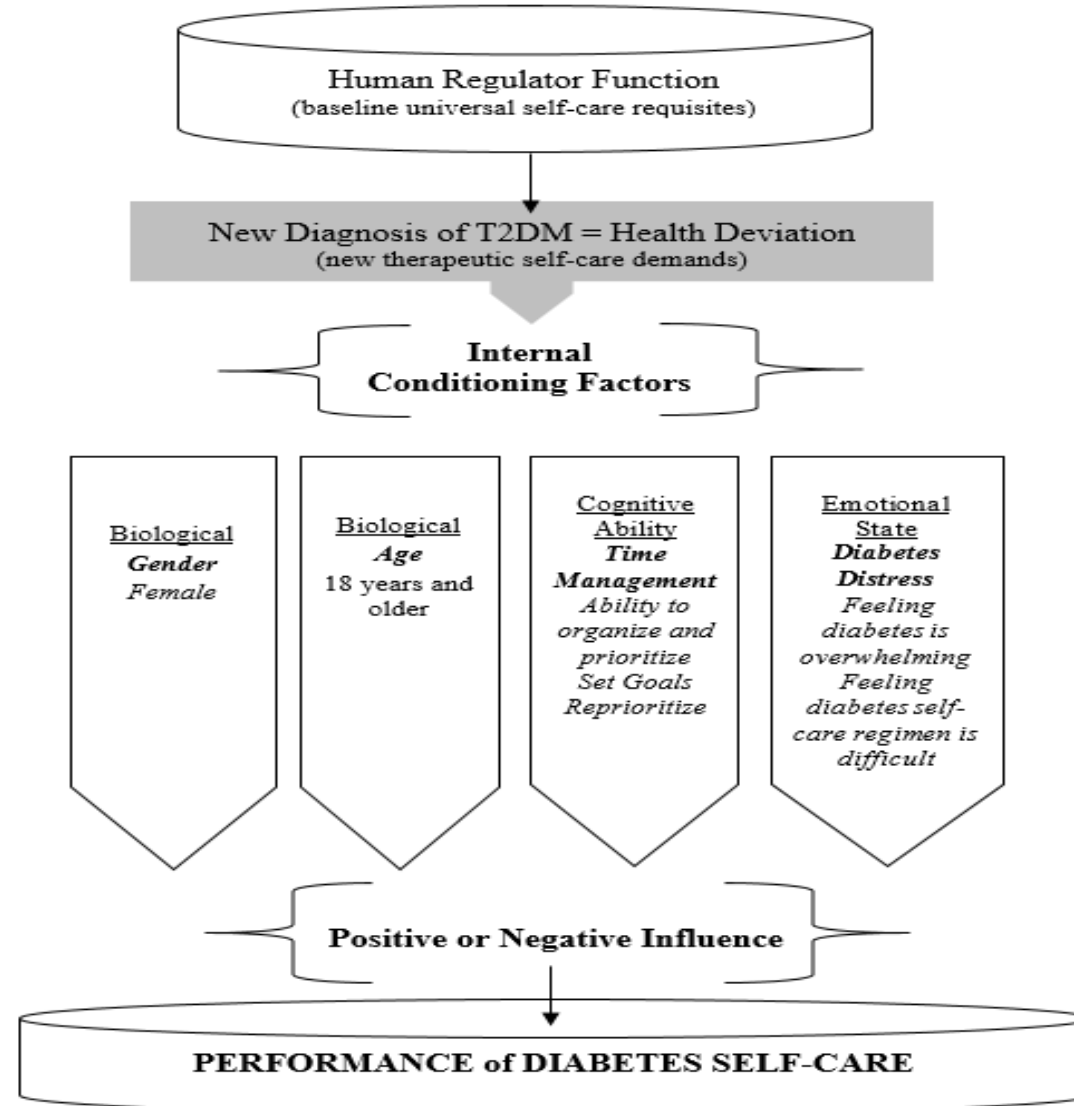 Human Regulator Function
(baseline universal self-care requisites)
New Diagnosis of T2DM = Health Deviation
(new therapeutic self-care demands)
Internal
Conditioning Factors
Biological
Gender
Female
Biological
Age
18 years and
older
Cognitive
Ability
Time
Management
Ability to
organize and
prioritize
Set Goals
Reprioritize
Emotional
State
Diabetes
Distress
Feeling
diabetes is
overwhelming
Feeling
diabetes self-
care regimen is
difficult
Positive or Negative Influence
PERFORMANCE of DIABETES SELF-CARE